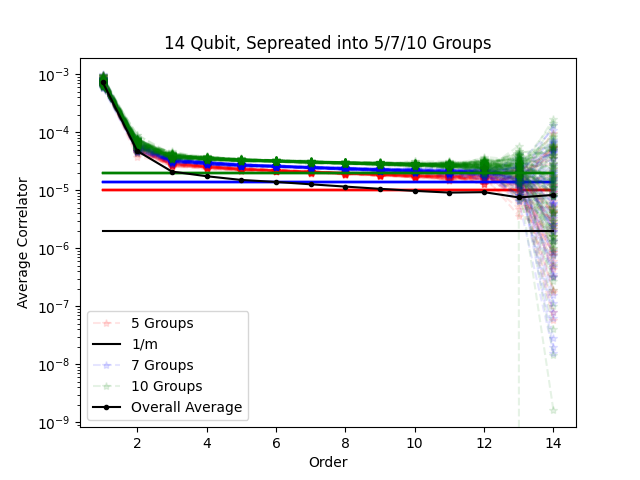 14 Qubit, Sepreated into 5/7/10 Groups
Average Correlator
10⁻³
10⁻⁴
10⁻⁵
10⁻⁶
10⁻⁷
10⁻⁸
10⁻⁹
5 Groups
1/m
7 Groups
10 Groups
Overall Average
2 4 6 8 10 12 14
Order